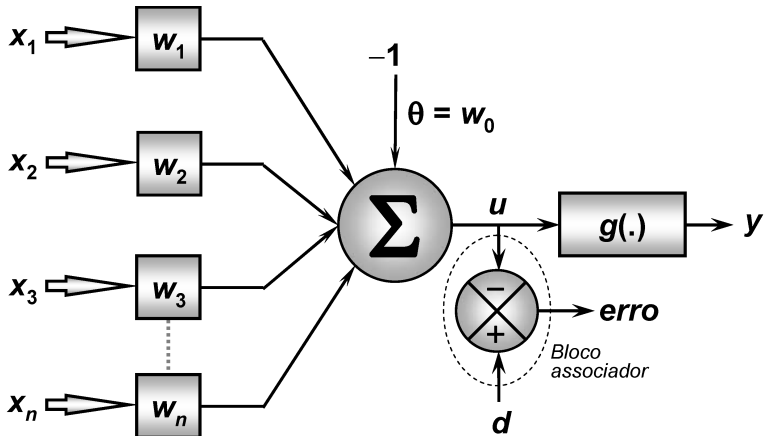 x1
w1
−1
θ = w0
x2
w2
Σ
u
g(.)
y
x3
w3
−
+
erro
Bloco
associador
xn
wn
d